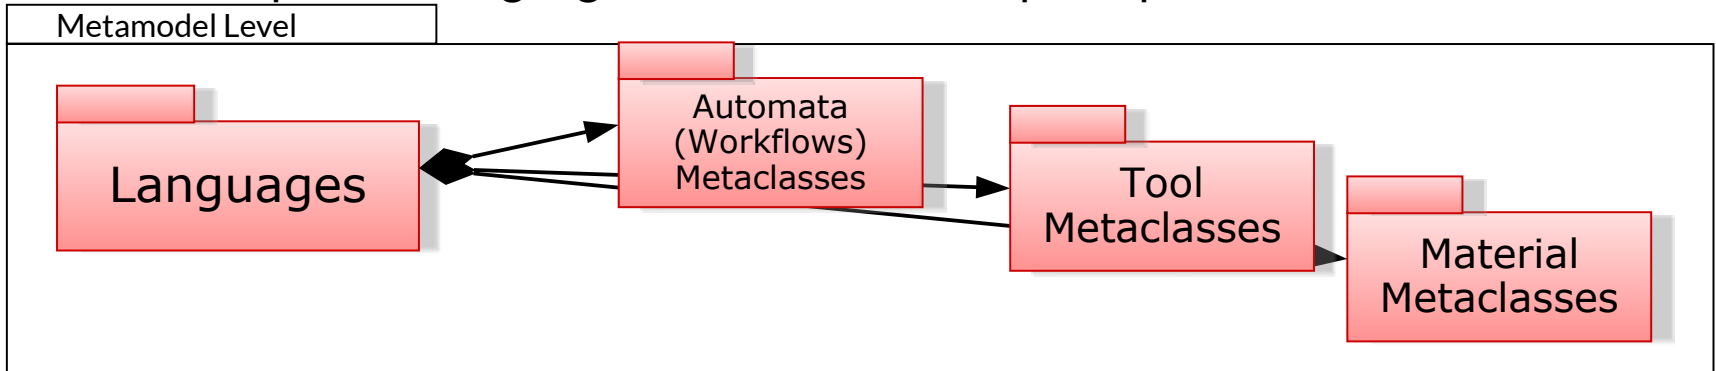 Metamodel Level
Automata
(Workflows)
Metaclasses
Languages
Tool
Metaclasses
Material
Metaclasses